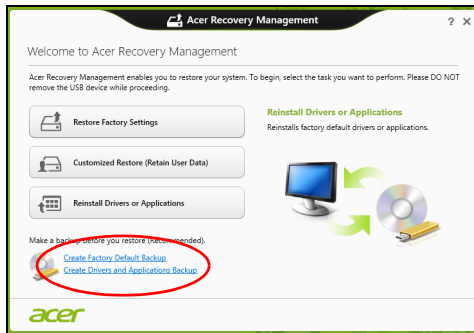 Acer Recovery Management
? X
Welcome to Acer Recovery Management
Acer Recovery Management enables you to restore your system. To begin, select the task you want to perform. Please DO NOT
remove the USB device while proceeding.
Restore Factory Settings
Customized Restore (Retain User Data)
Reinstall Drivers or Applications
Reinstall Drivers or Applications
Reinstalls factory default drivers or applications.
Make a backup before you restore (Recommended).
Create Factory Default Backup
Create Drivers and Applications Backup
acer